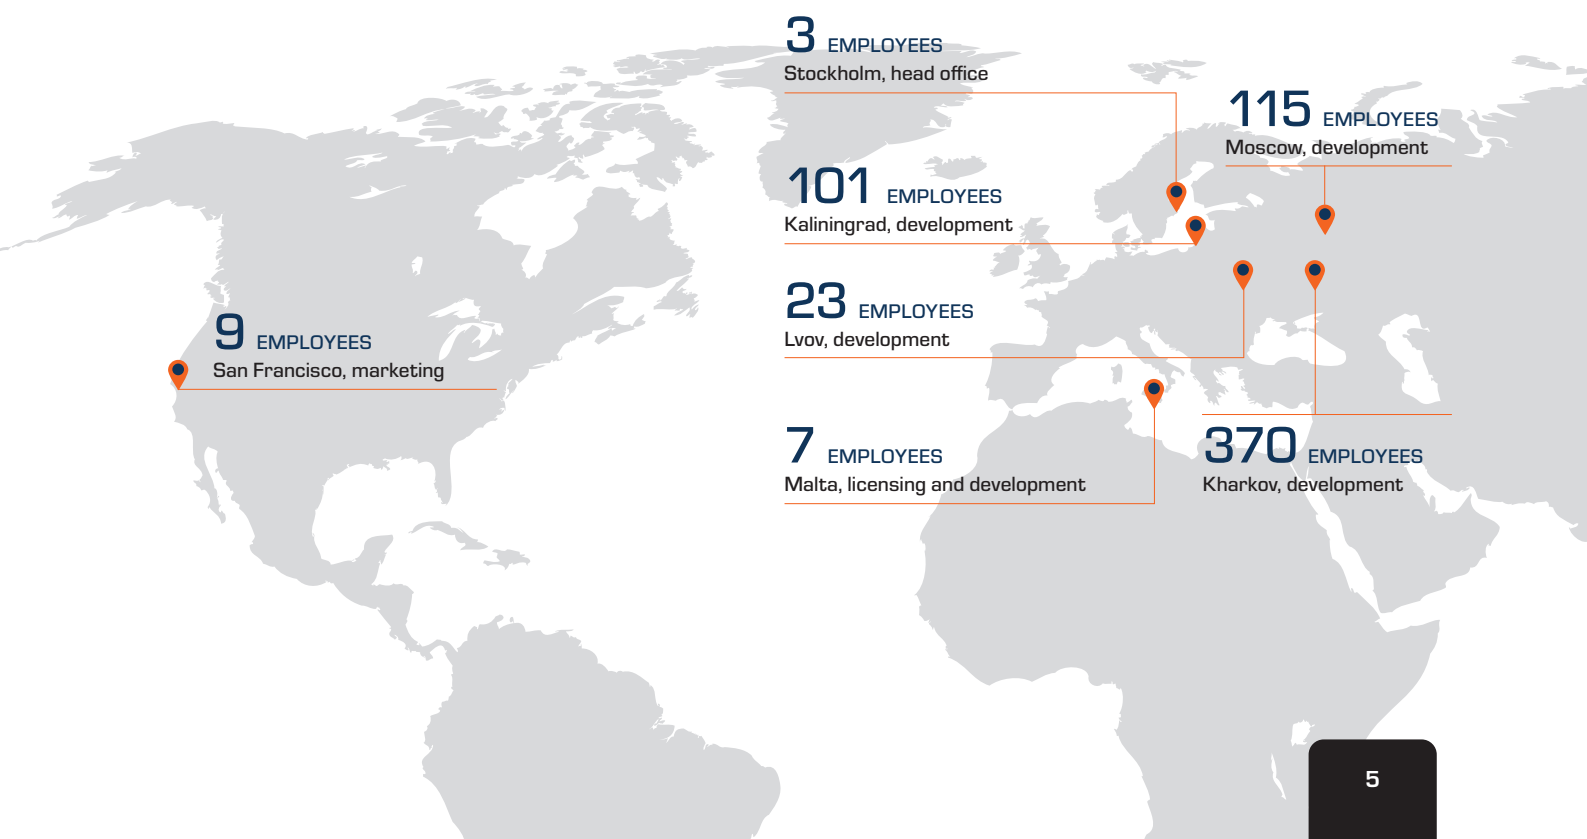 3 EMPLOYEES
Stockholm, head office
115 EMPLOYEES
Moscow, development
101 EMPLOYEES
Kaliningrad, development
23 EMPLOYEES
Lvov, development
9 EMPLOYEES
San Francisco, marketing
7 EMPLOYEES
Malta, licensing and development
370 EMPLOYEES
Kharkov, development
5